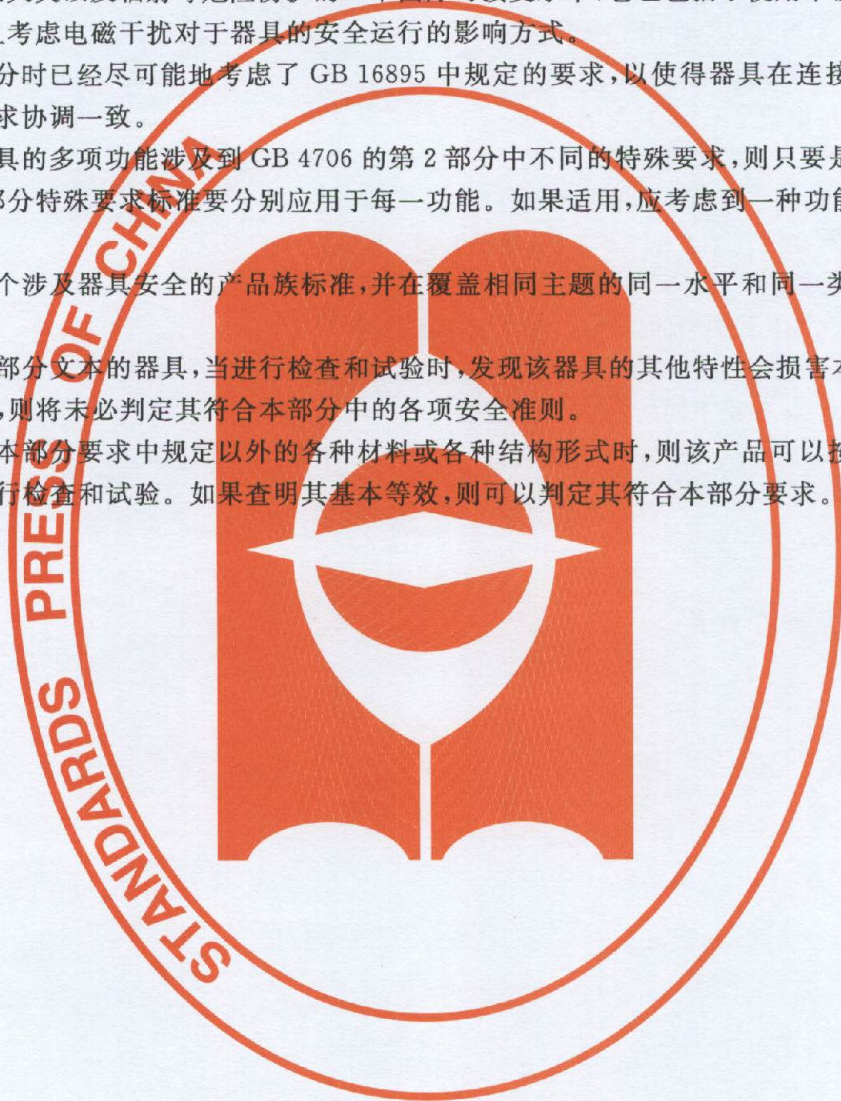 且考虑电磁干扰对于器具的安全运行的影响方式。
分时已经尽可能地考虑了 GB 16895 中规定的要求,以使得器具在连接
求协调一致。
具的多项功能涉及到 GB 4706 的第 2 部分中不同的特殊要求,则只要是
部分特殊要求标准要分别应用于每一功能。如果适用,应考虑到一种功能
个涉及器具安全的产品族标准,并在覆盖相同主题的同一水平和同一类
部分文本的器具,当进行检查和试验时,发现该器具的其他特性会损害本
,则将未必判定其符合本部分中的各项安全准则。
本部分要求中规定以外的各种材料或各种结构形式时,则该产品可以按
行检查和试验。如果查明其基本等效,则可以判定其符合本部分要求。
STANDARDS PRESS OF CHINA